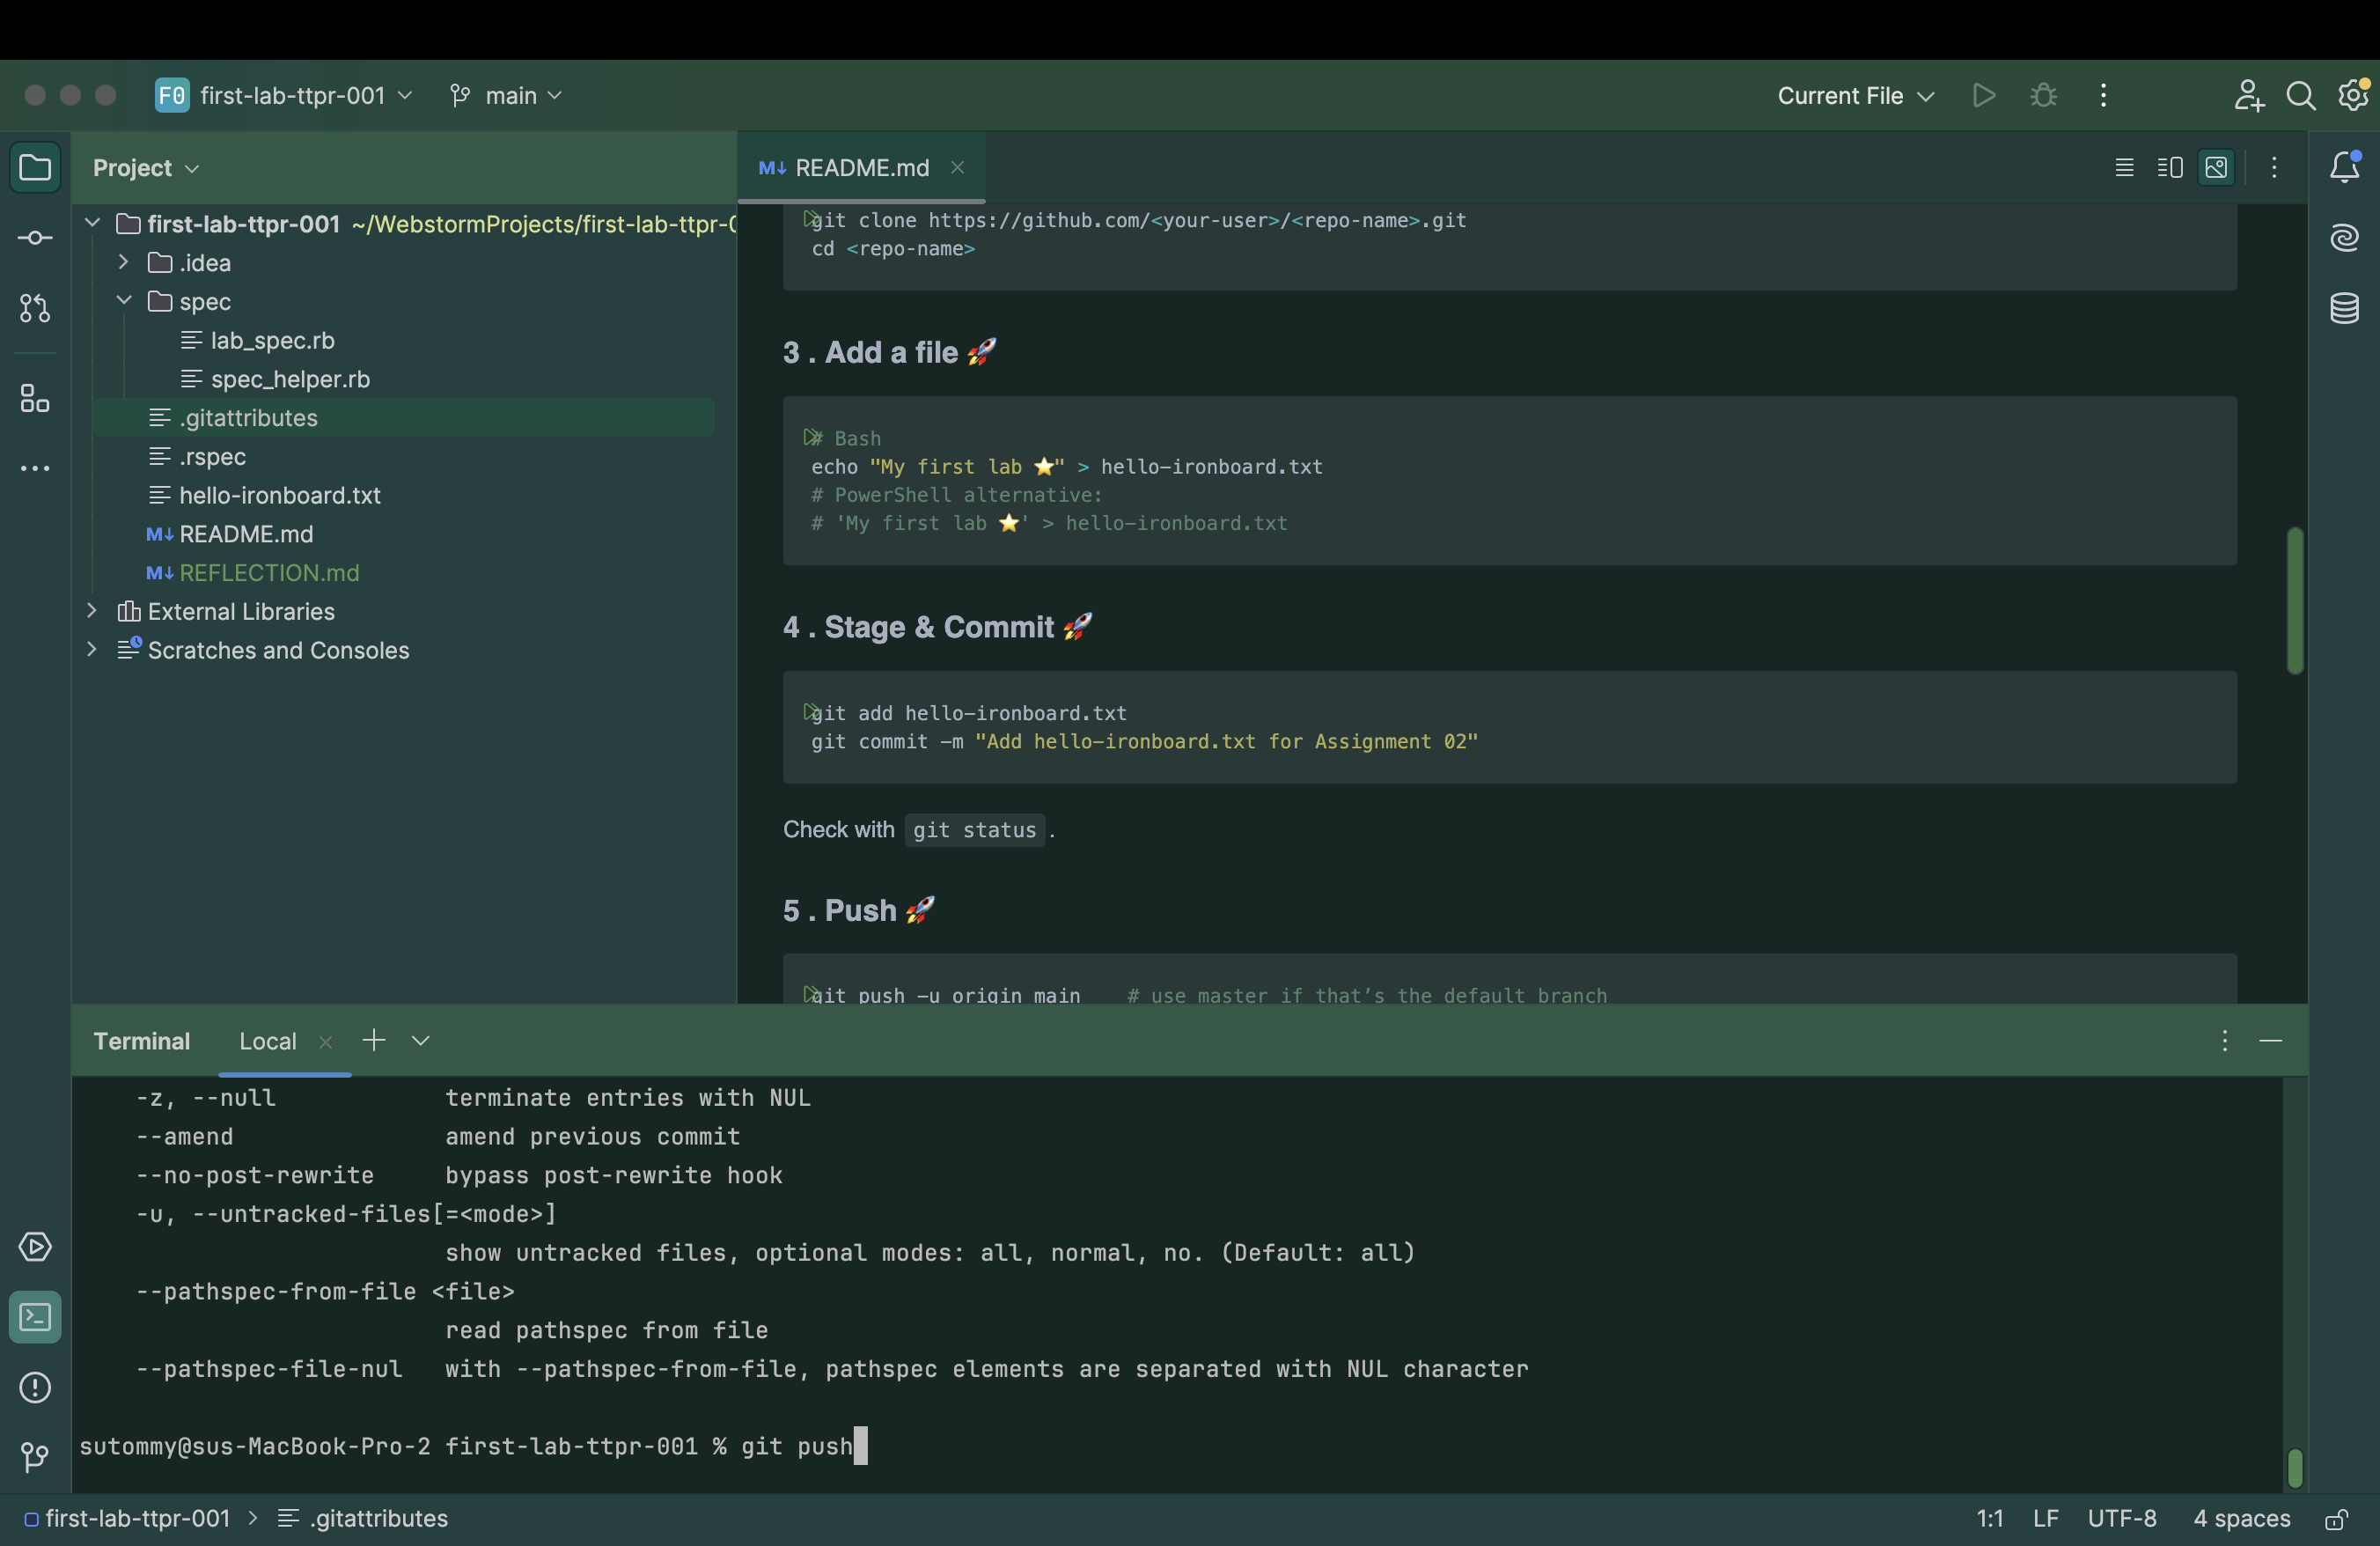 F0 first-lab-ttpr-001 main Current File
Project
README.md
first-lab-ttpr-001 ~/WebstormProjects/first-lab-ttpr-0
.idea
spec
lab_spec.rb
spec_helper.rb
.gitattributes
.rspec
hello-ironboard.txt
M↓ README.md
M↓ REFLECTION.md
External Libraries
Scratches and Consoles
M↓ README.md
git clone https://github.com/<your-user>/<repo-name>.git
cd <repo-name>
3 . Add a file 🚀
# Bash
echo "My first lab ⭐" > hello-ironboard.txt
# PowerShell alternative:
# 'My first lab ⭐' > hello-ironboard.txt
4 . Stage & Commit 🚀
git add hello-ironboard.txt
git commit -m "Add hello-ironboard.txt for Assignment 02"
Check with git status .
5 . Push 🚀
git push -u origin main # use master if that’s the default branch
Terminal Local
-z, --null terminate entries with NUL
--amend amend previous commit
--no-post-rewrite bypass post-rewrite hook
-u, --untracked-files[=<mode>]
show untracked files, optional modes: all, normal, no. (Default: all)
--pathspec-from-file <file>
read pathspec from file
--pathspec-file-nul with --pathspec-from-file, pathspec elements are separated with NUL character
sutommy@sus-MacBook-Pro-2 first-lab-ttpr-001 % git push
first-lab-ttpr-001 > .gitattributes 1:1 LF UTF-8 4 spaces